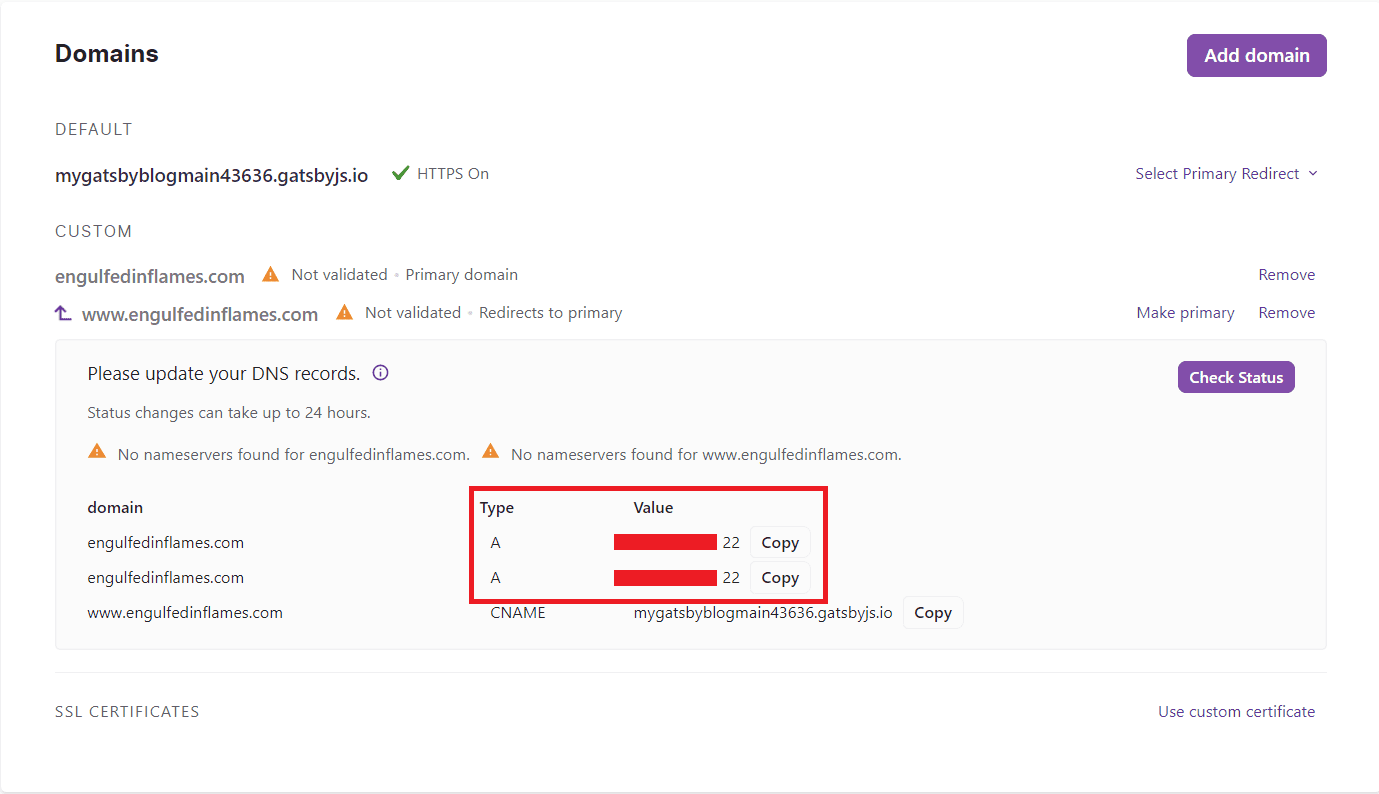 Domains
Add domain
DEFAULT
mygatsbyblogmain43636.gatsbyjs.io HTTPS On Select Primary Redirect
CUSTOM
engulfedinflames.com Not validated • Primary domain Remove
www.engulfedinflames.com Not validated • Redirects to primary Make primary Remove
Please update your DNS records.
Check Status
Status changes can take up to 24 hours.
No nameservers found for engulfedinflames.com. No nameservers found for www.engulfedinflames.com.
domain Type Value
engulfedinflames.com A 22 Copy
engulfedinflames.com A 22 Copy
www.engulfedinflames.com CNAME mygatsbyblogmain43636.gatsbyjs.io Copy
SSL CERTIFICATES Use custom certificate